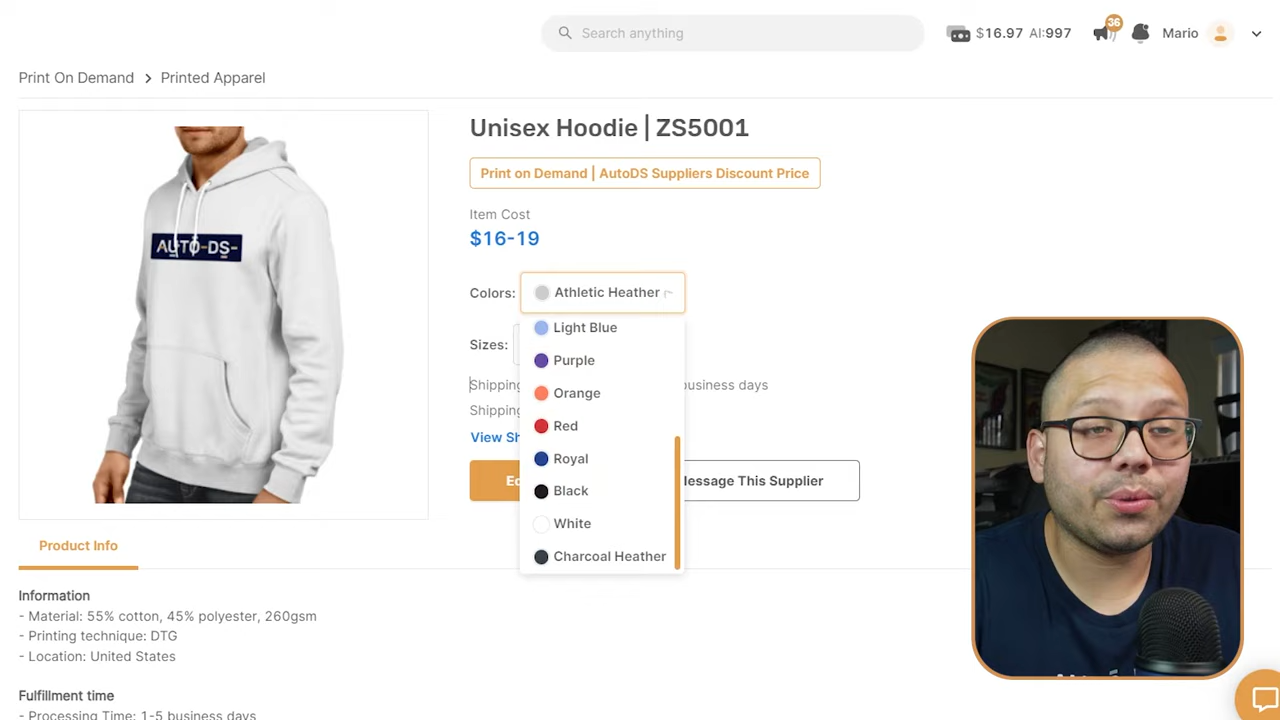 Search anything
$16.97 AI:997
36
Mario
Print On Demand > Printed Apparel
Unisex Hoodie | ZS5001
Print on Demand | AutoDS Suppliers Discount Price
Item Cost
$16-19
AUTO-DS-
Colors: Athletic Heather
Light Blue
Sizes:
Purple
Shipping business days
Orange
Shipping
Red
View
Royal
Message This Supplier
Black
White
Charcoal Heather
Product Info
Information
- Material: 55% cotton, 45% polyester, 260gsm
- Printing technique: DTG
- Location: United States
Fulfillment time
- Processing Time: 1-5 business days